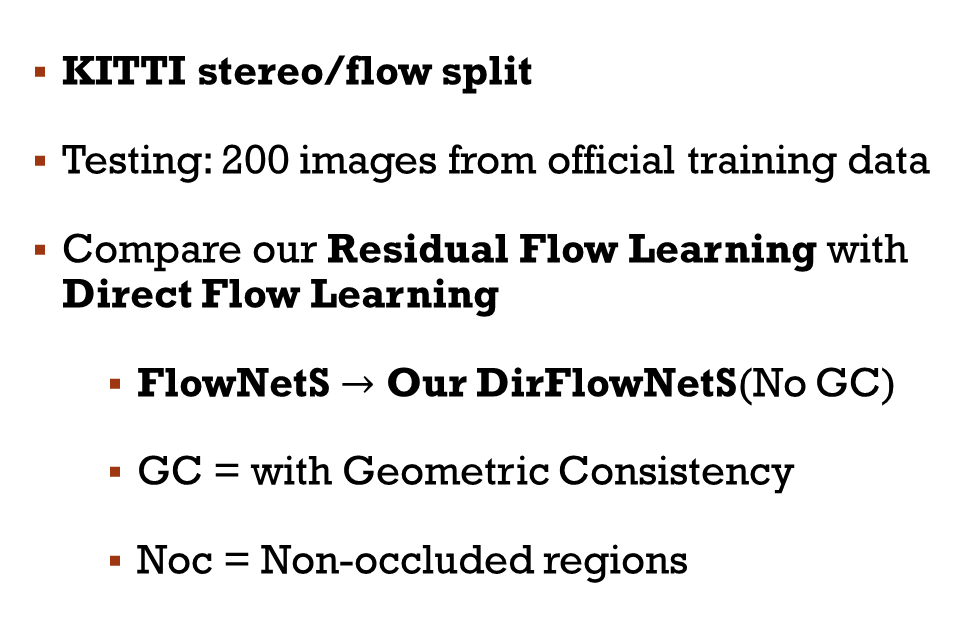 ▪ KITTI stereo/flow split
▪ Testing: 200 images from official training data
▪ Compare our Residual Flow Learning with
Direct Flow Learning
▪ FlowNetS → Our DirFlowNetS(No GC)
▪ GC = with Geometric Consistency
▪ Noc = Non-occluded regions